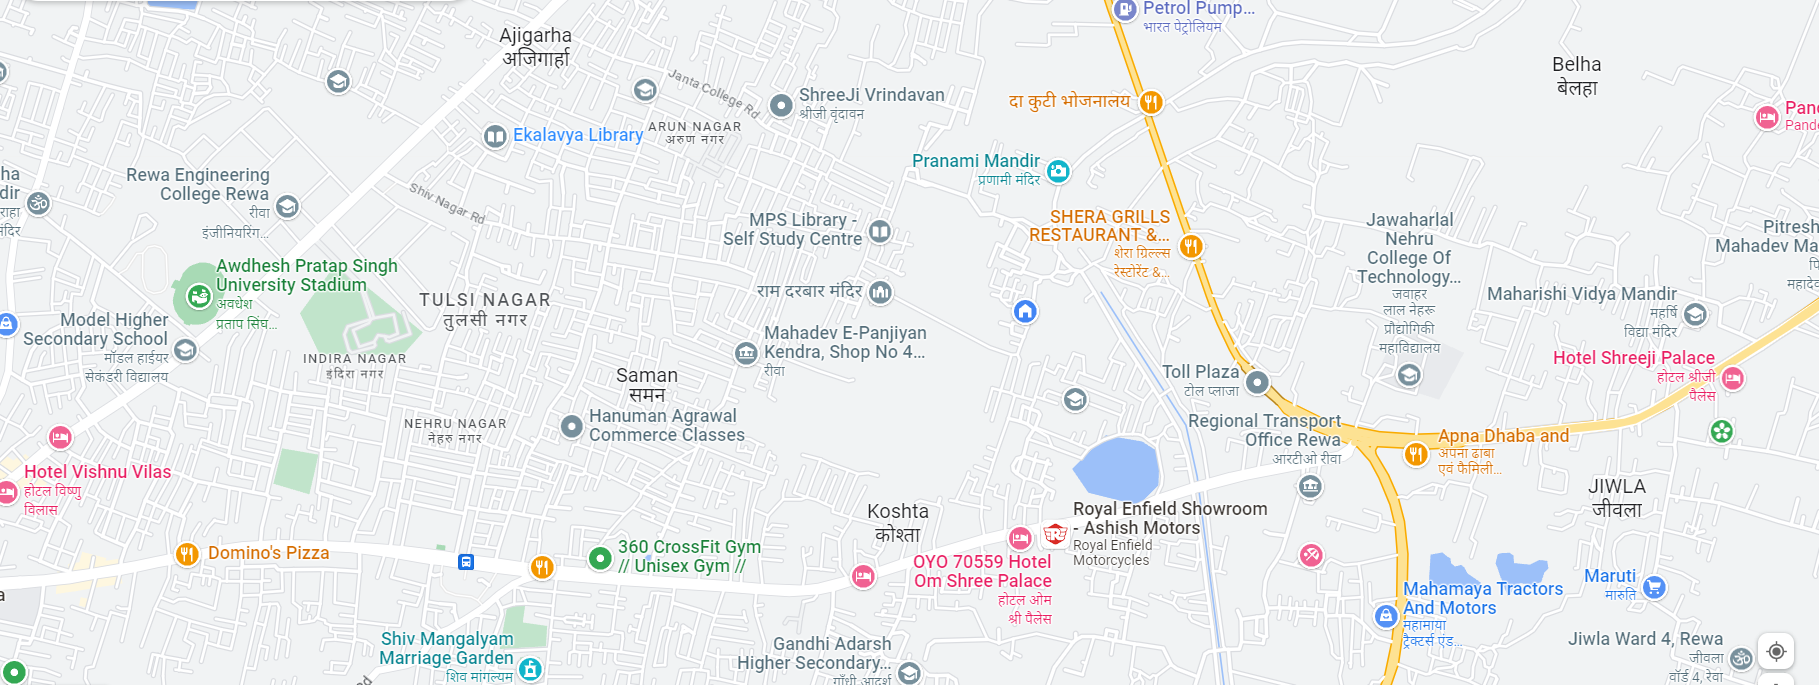 Petrol Pump...
भारत पेट्रोलियम
Ajigarha
अजिगार्हा
Belha
बेलहा
Janta College Rd
ShreeJi Vrindavan
श्रीजी वृंदावन
दा कुटी भोजनालय
Pand
ARUN NAGAR
अरुण नगर
Ekalavya Library
Pranami Mandir
प्रणामी मंदिर
Rewa Engineering
College Rewa
रीवा
इंजीनियरिंग...
ha
dir
राहा
मंदिर
Shiv Nagar Rd
MPS Library -
Self Study Centre
SHERA GRILLS
RESTAURANT &...
शेरा ग्रिल्ल्स
रेस्टोरेंट &...
Jawaharlal
Nehru
College Of
Technology...
जवाहर
लाल नेहरू
प्रौद्योगिकी
महाविद्यालय
Pitresh
Mahadev Ma
Awdhesh Pratap Singh
University Stadium
अवधेश
प्रताप सिंघ...
TULSI NAGAR
तुलसी नगर
राम दरबार मंदिर
Maharishi Vidya Mandir
महर्षि
विद्या मंदिर
Model Higher
Secondary School
मॉडल हाईयर
सेकंडरी विद्यालय
INDIRA NAGAR
इंदिरा नगर
Mahadev E-Panjiyan
Kendra, Shop No 4...
रीवा
Saman
समन
Toll Plaza
टोल प्लाजा
Hotel Shreeji Palace
होटल श्रीजी
पैलेस
NEHRU NAGAR
नेहरु नगर
Hanuman Agrawal
Commerce Classes
Regional Transport
Office Rewa
आरटीओ रीवा
Apna Dhaba and
अपना ढाबा
एवं फैमिली...
Hotel Vishnu Vilas
होटल विष्णु
विलास
Koshta
कोश्ता
Royal Enfield Showroom
- Ashish Motors
Royal Enfield
Motorcycles
JIWLA
जीवला
Domino's Pizza
360 CrossFit Gym
// Unisex Gym //
OYO 70559 Hotel
Om Shree Palace
होटल ओम
श्री पैलेस
Mahamaya Tractors
And Motors
महामाया
ट्रैक्टर्स एंड...
Maruti
मारुति
a
Shiv Mangalyam
Marriage Garden
शिव मांगल्यम
Gandhi Adarsh
Higher Secondary...
गाँधी आदर्श
Jiwla Ward 4, Rewa
जीवला
वॉर्ड 4, रेवा